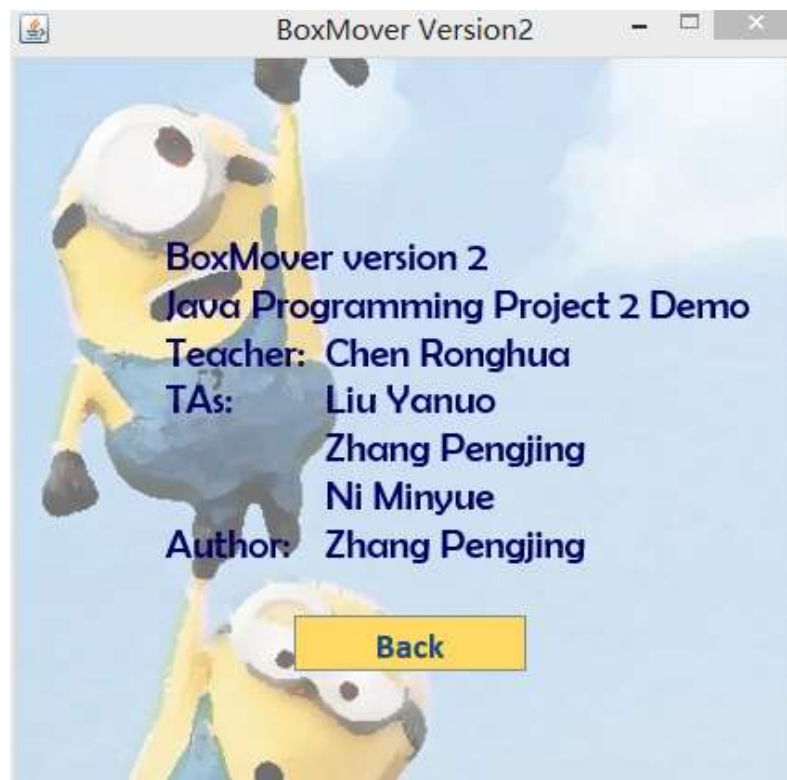 BoxMover Version2
BoxMover version 2
Java Programming Project 2 Demo
Teacher: Chen Ronghua
TAs: Liu Yanuo
Zhang Pengjing
Ni Minyue
Author: Zhang Pengjing
Back